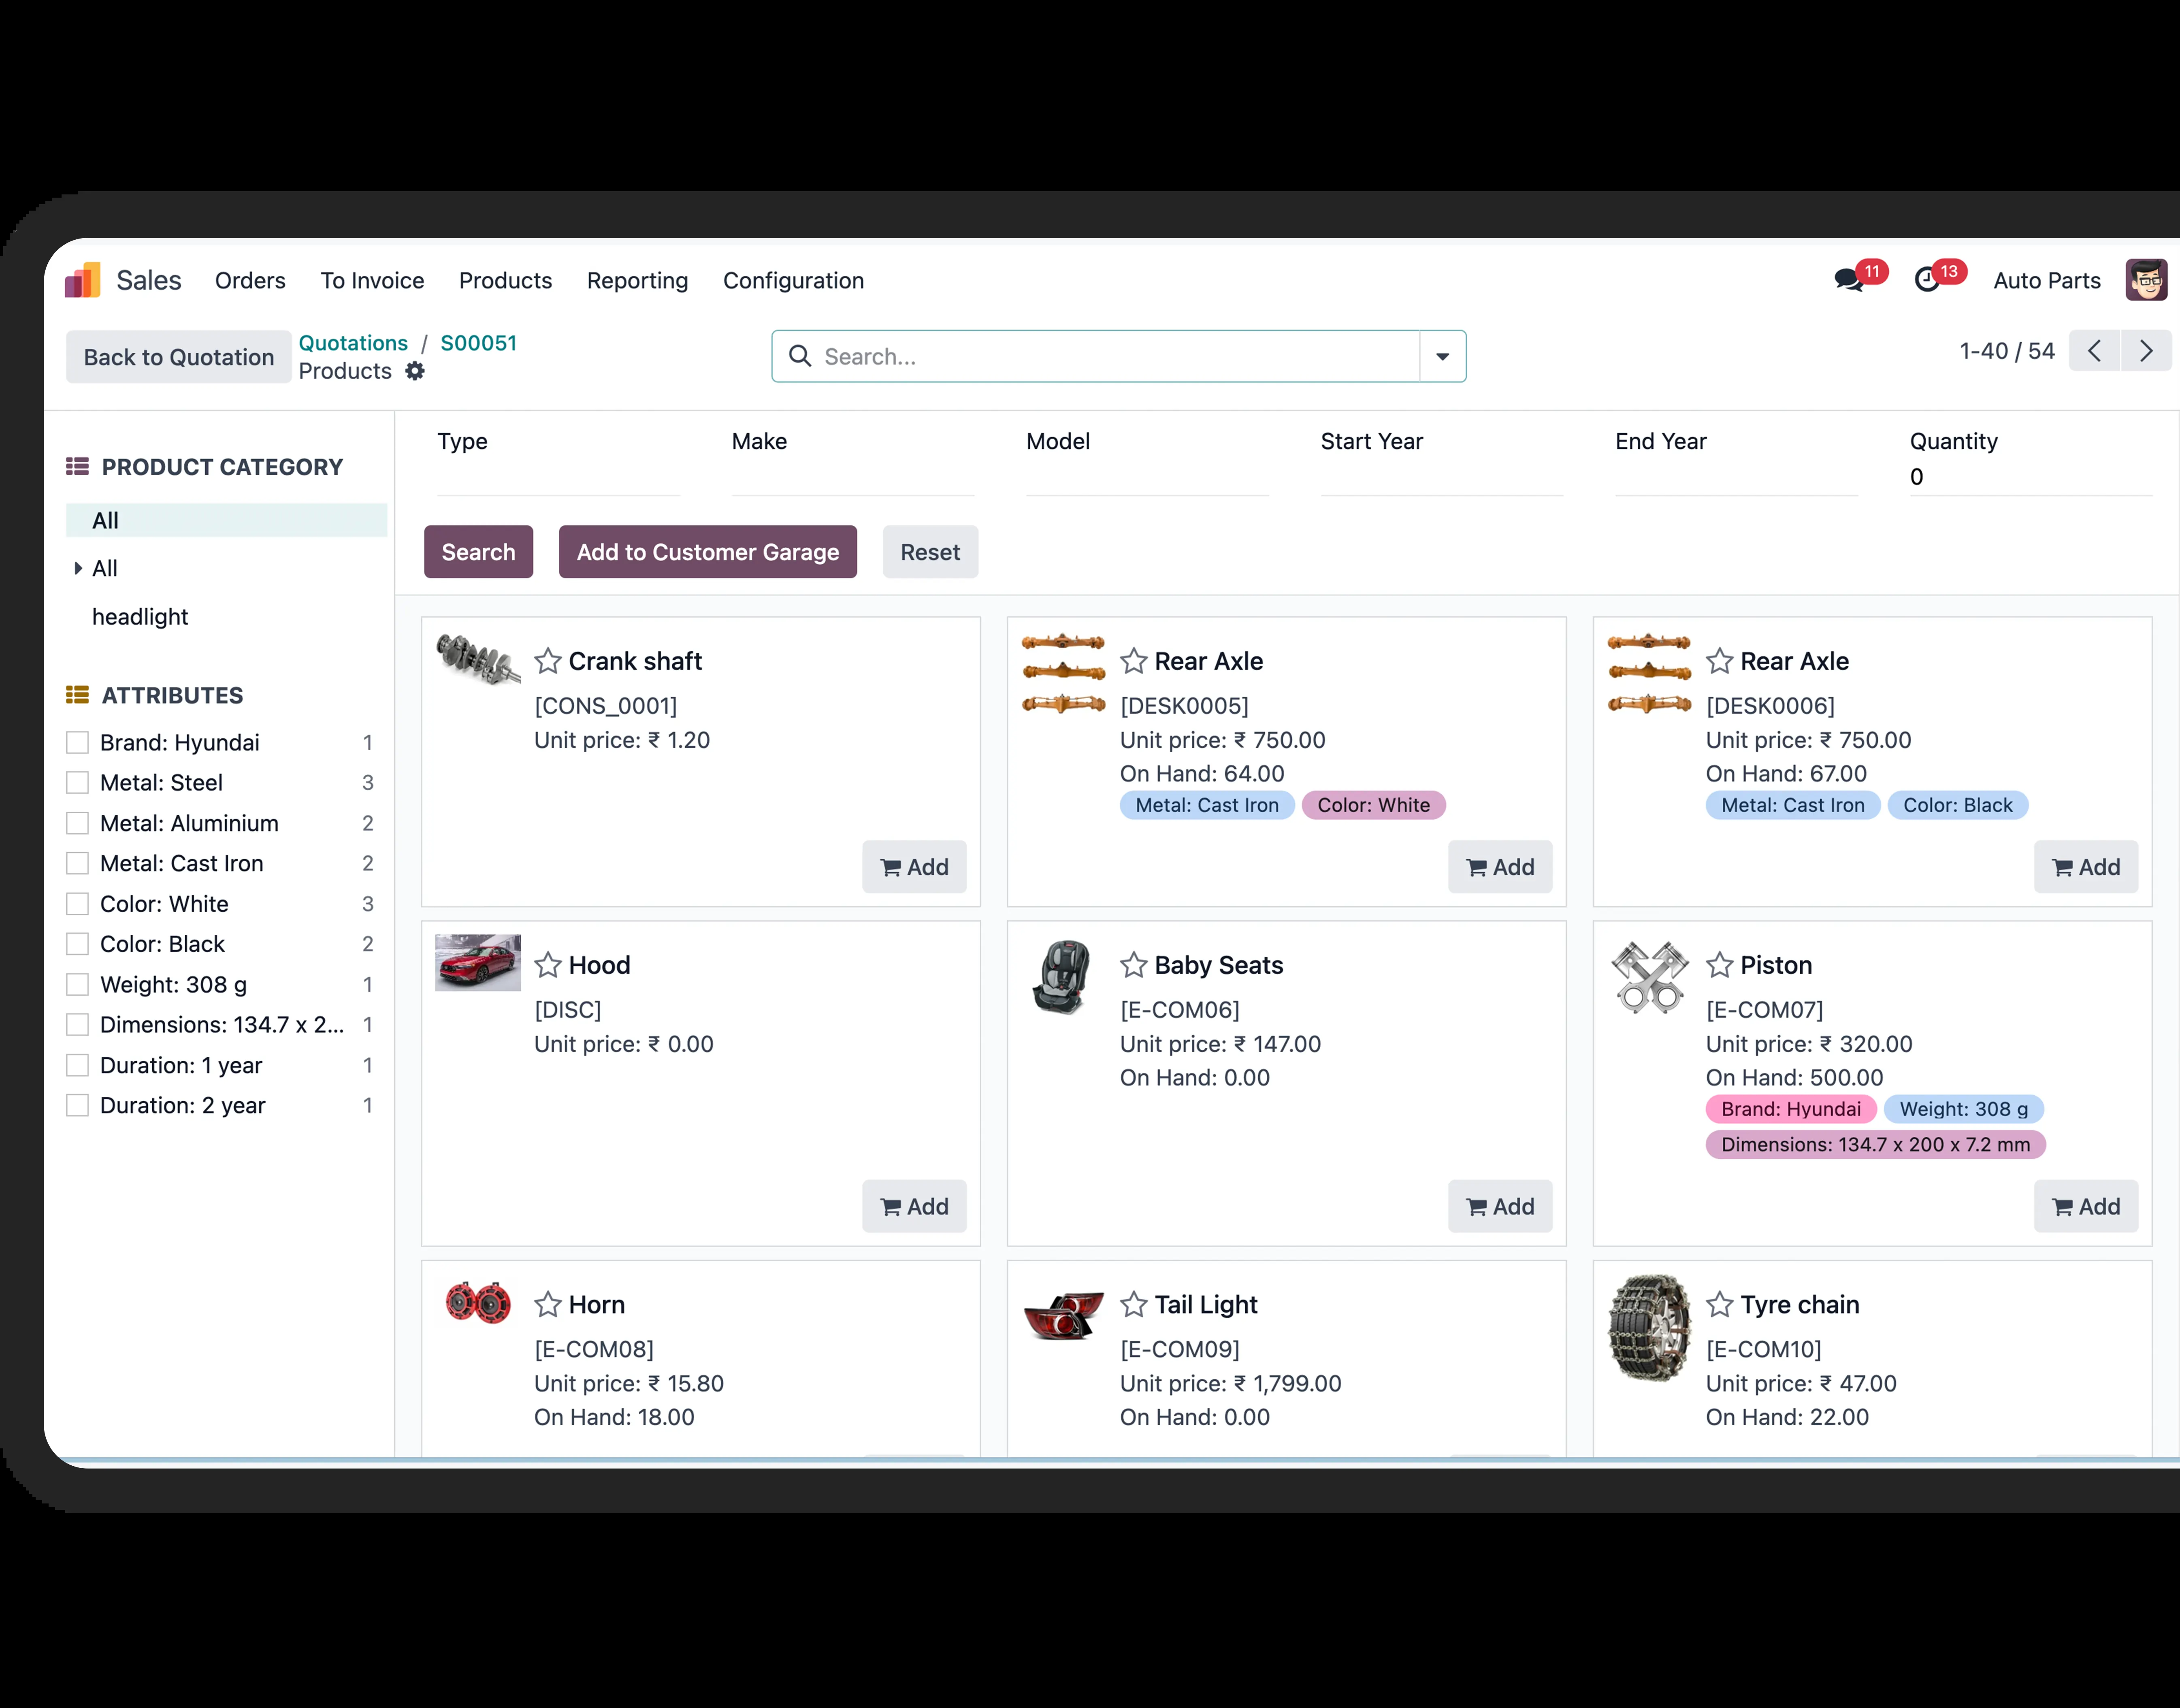 Sales Orders To Invoice Products Reporting Configuration 11 13 Auto Parts
Back to Quotation
Quotations / S00051
Products
Search...
1-40 / 54
PRODUCT CATEGORY
All
All
headlight
ATTRIBUTES
Brand: Hyundai 1
Metal: Steel 3
Metal: Aluminium 2
Metal: Cast Iron 2
Color: White 3
Color: Black 2
Weight: 308 g 1
Dimensions: 134.7 x 2... 1
Duration: 1 year 1
Duration: 2 year 1
Type Make Model Start Year End Year Quantity
0
Search Add to Customer Garage Reset
Crank shaft
[CONS_0001]
Unit price: ₹ 1.20
Add
Rear Axle
[DESK0005]
Unit price: ₹ 750.00
On Hand: 64.00
Metal: Cast Iron Color: White
Add
Rear Axle
[DESK0006]
Unit price: ₹ 750.00
On Hand: 67.00
Metal: Cast Iron Color: Black
Add
Hood
[DISC]
Unit price: ₹ 0.00
Add
Baby Seats
[E-COM06]
Unit price: ₹ 147.00
On Hand: 0.00
Add
Piston
[E-COM07]
Unit price: ₹ 320.00
On Hand: 500.00
Brand: Hyundai Weight: 308 g
Dimensions: 134.7 x 200 x 7.2 mm
Add
Horn
[E-COM08]
Unit price: ₹ 15.80
On Hand: 18.00
Tail Light
[E-COM09]
Unit price: ₹ 1,799.00
On Hand: 0.00
Tyre chain
[E-COM10]
Unit price: ₹ 47.00
On Hand: 22.00